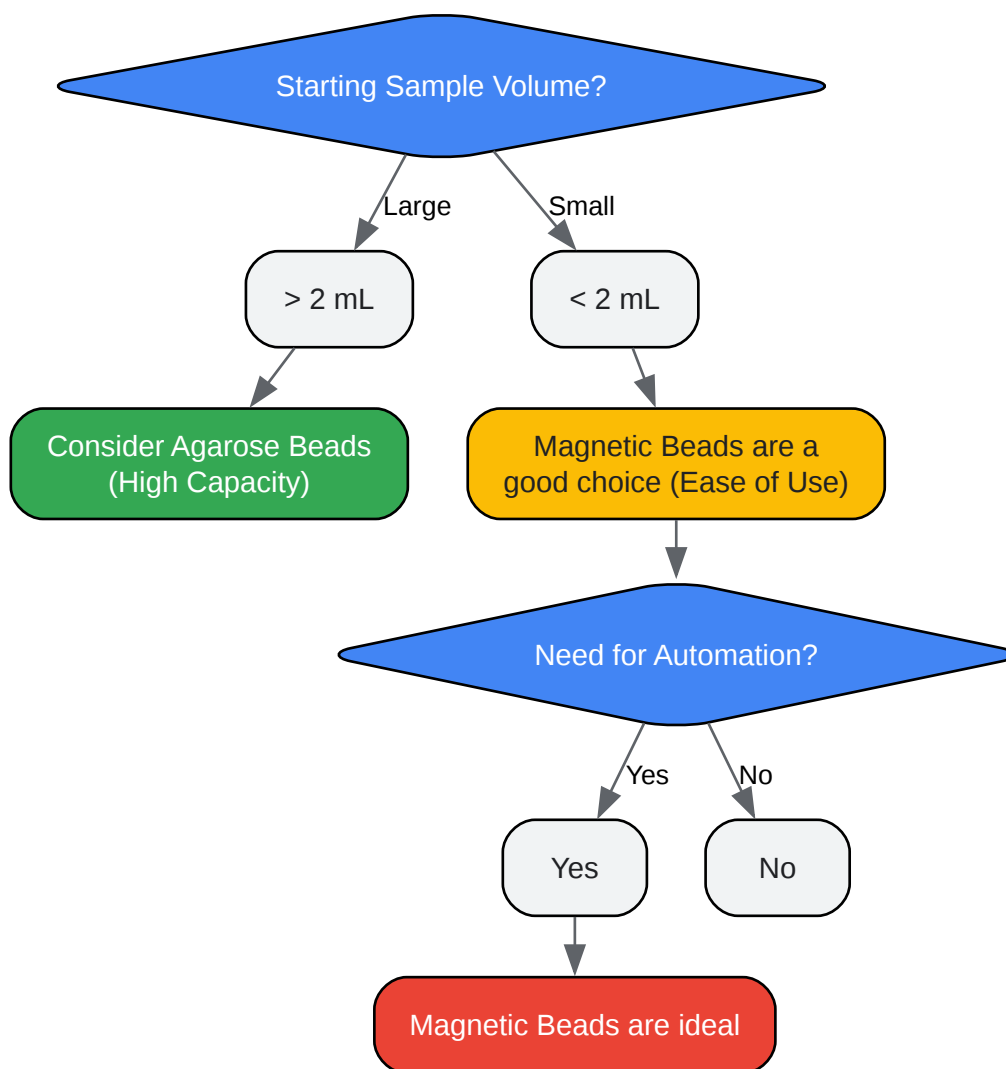 Starting Sample Volume?
Large
Small
> 2 mL
< 2 mL
Consider Agarose Beads
(High Capacity)
Magnetic Beads are a
good choice (Ease of Use)
Need for Automation?
Yes
No
Yes
No
Magnetic Beads are ideal